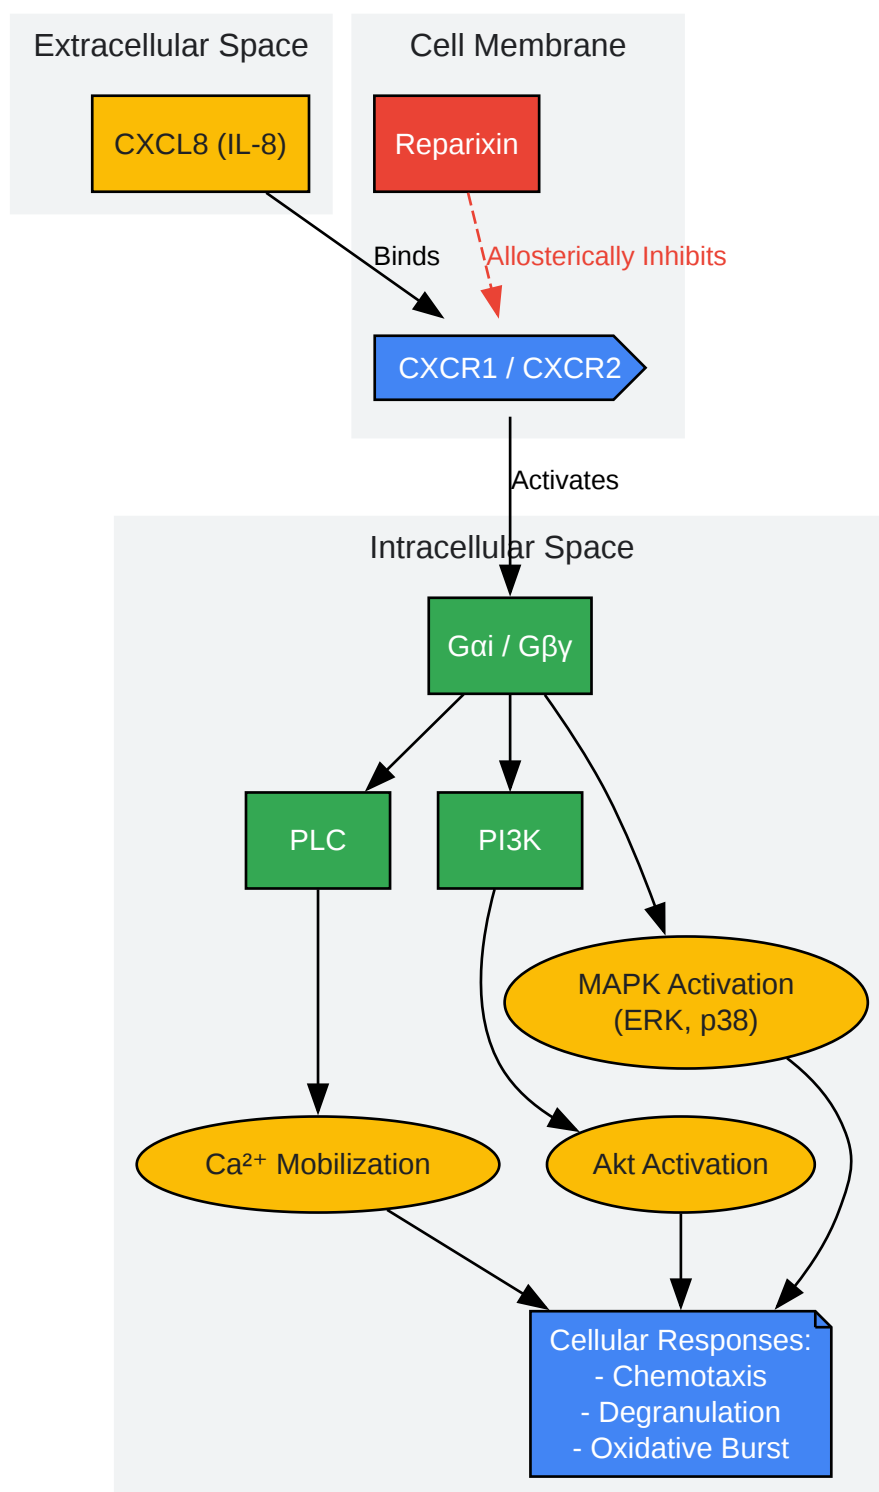 Extracellular Space
Cell Membrane
CXCL8 (IL-8)
Reparixin
Binds
Allosterically Inhibits
CXCR1 / CXCR2
Activates
Intracellular Space
Gαi / Gβγ
PLC
PI3K
MAPK Activation
(ERK, p38)
Ca²⁺ Mobilization
Akt Activation
Cellular Responses:
- Chemotaxis
- Degranulation
- Oxidative Burst